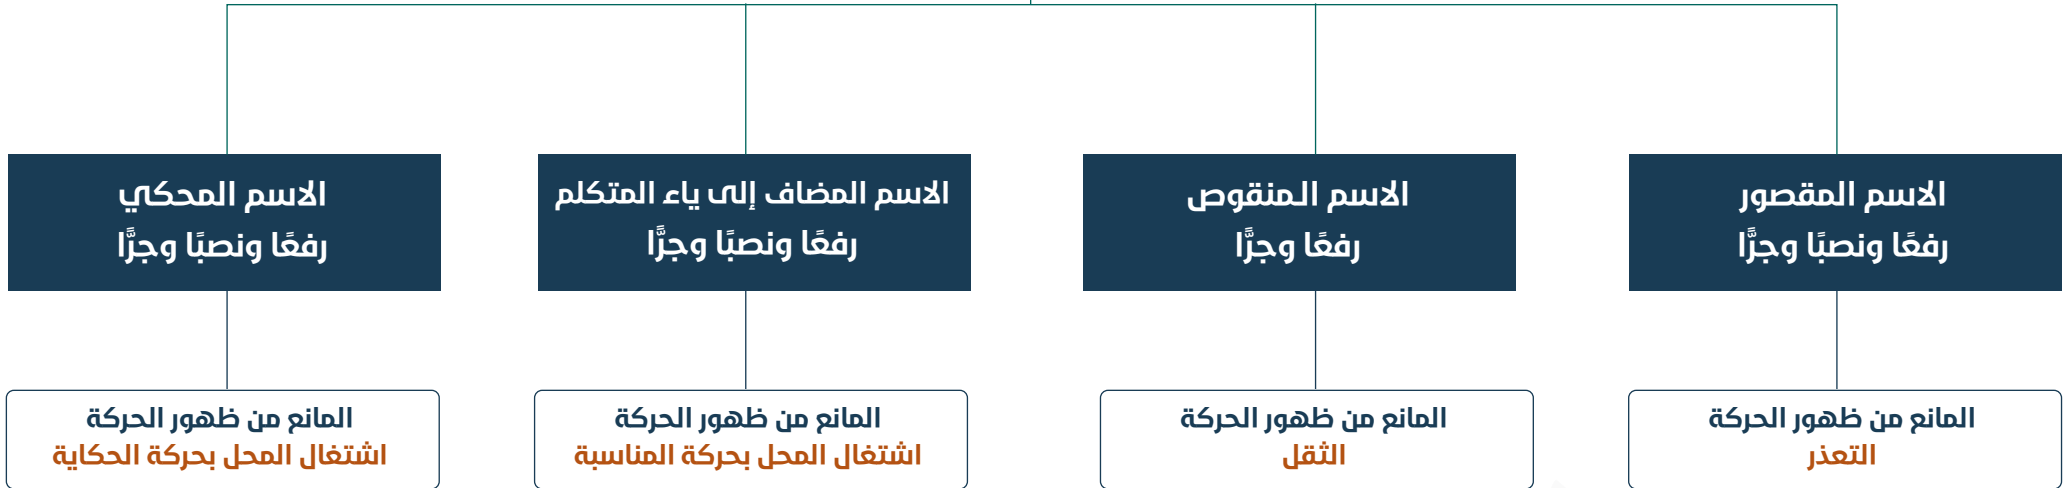 الاسم المقصور
رفعًا ونصبًا وجرًّا
الاسم المنقوص
رفعًا وجرًّا
الاسم المضاف إلى ياء المتكلم
رفعًا ونصبًا وجرًّا
الاسم المحكي
رفعًا ونصبًا وجرًّا
المانع من ظهور الحركة
التعذر
المانع من ظهور الحركة
الثقل
المانع من ظهور الحركة
اشتغال المحل بحركة المناسبة
المانع من ظهور الحركة
اشتغال المحل بحركة الحكاية